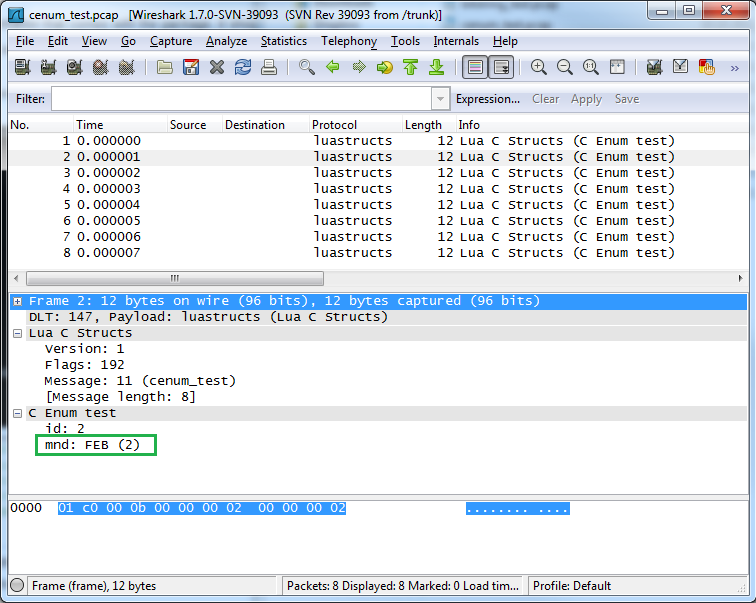 cenum_test.pcap [Wireshark 1.7.0-SVN-39093 (SVN Rev 39093 from /trunk)]
File Edit View Go Capture Analyze Statistics Telephony Tools Internals Help
Filter: Expression... Clear Apply Save
No. Time Source Destination Protocol Length Info
1 0.000000 luastructs 12 Lua C Structs (C Enum test)
2 0.000001 luastructs 12 Lua C Structs (C Enum test)
3 0.000002 luastructs 12 Lua C Structs (C Enum test)
4 0.000003 luastructs 12 Lua C Structs (C Enum test)
5 0.000004 luastructs 12 Lua C Structs (C Enum test)
6 0.000005 luastructs 12 Lua C Structs (C Enum test)
7 0.000006 luastructs 12 Lua C Structs (C Enum test)
8 0.000007 luastructs 12 Lua C Structs (C Enum test)
Frame 2: 12 bytes on wire (96 bits), 12 bytes captured (96 bits)
DLT: 147, Payload: luastructs (Lua C Structs)
Lua C Structs
Version: 1
Flags: 192
Message: 11 (cenum_test)
[Message length: 8]
C Enum test
id: 2
mnd: FEB (2)
0000 01 c0 00 0b 00 00 00 02 00 00 00 02 ........ ....
Frame (frame), 12 bytes Packets: 8 Displayed: 8 Marked: 0 Load tim... Profile: Default